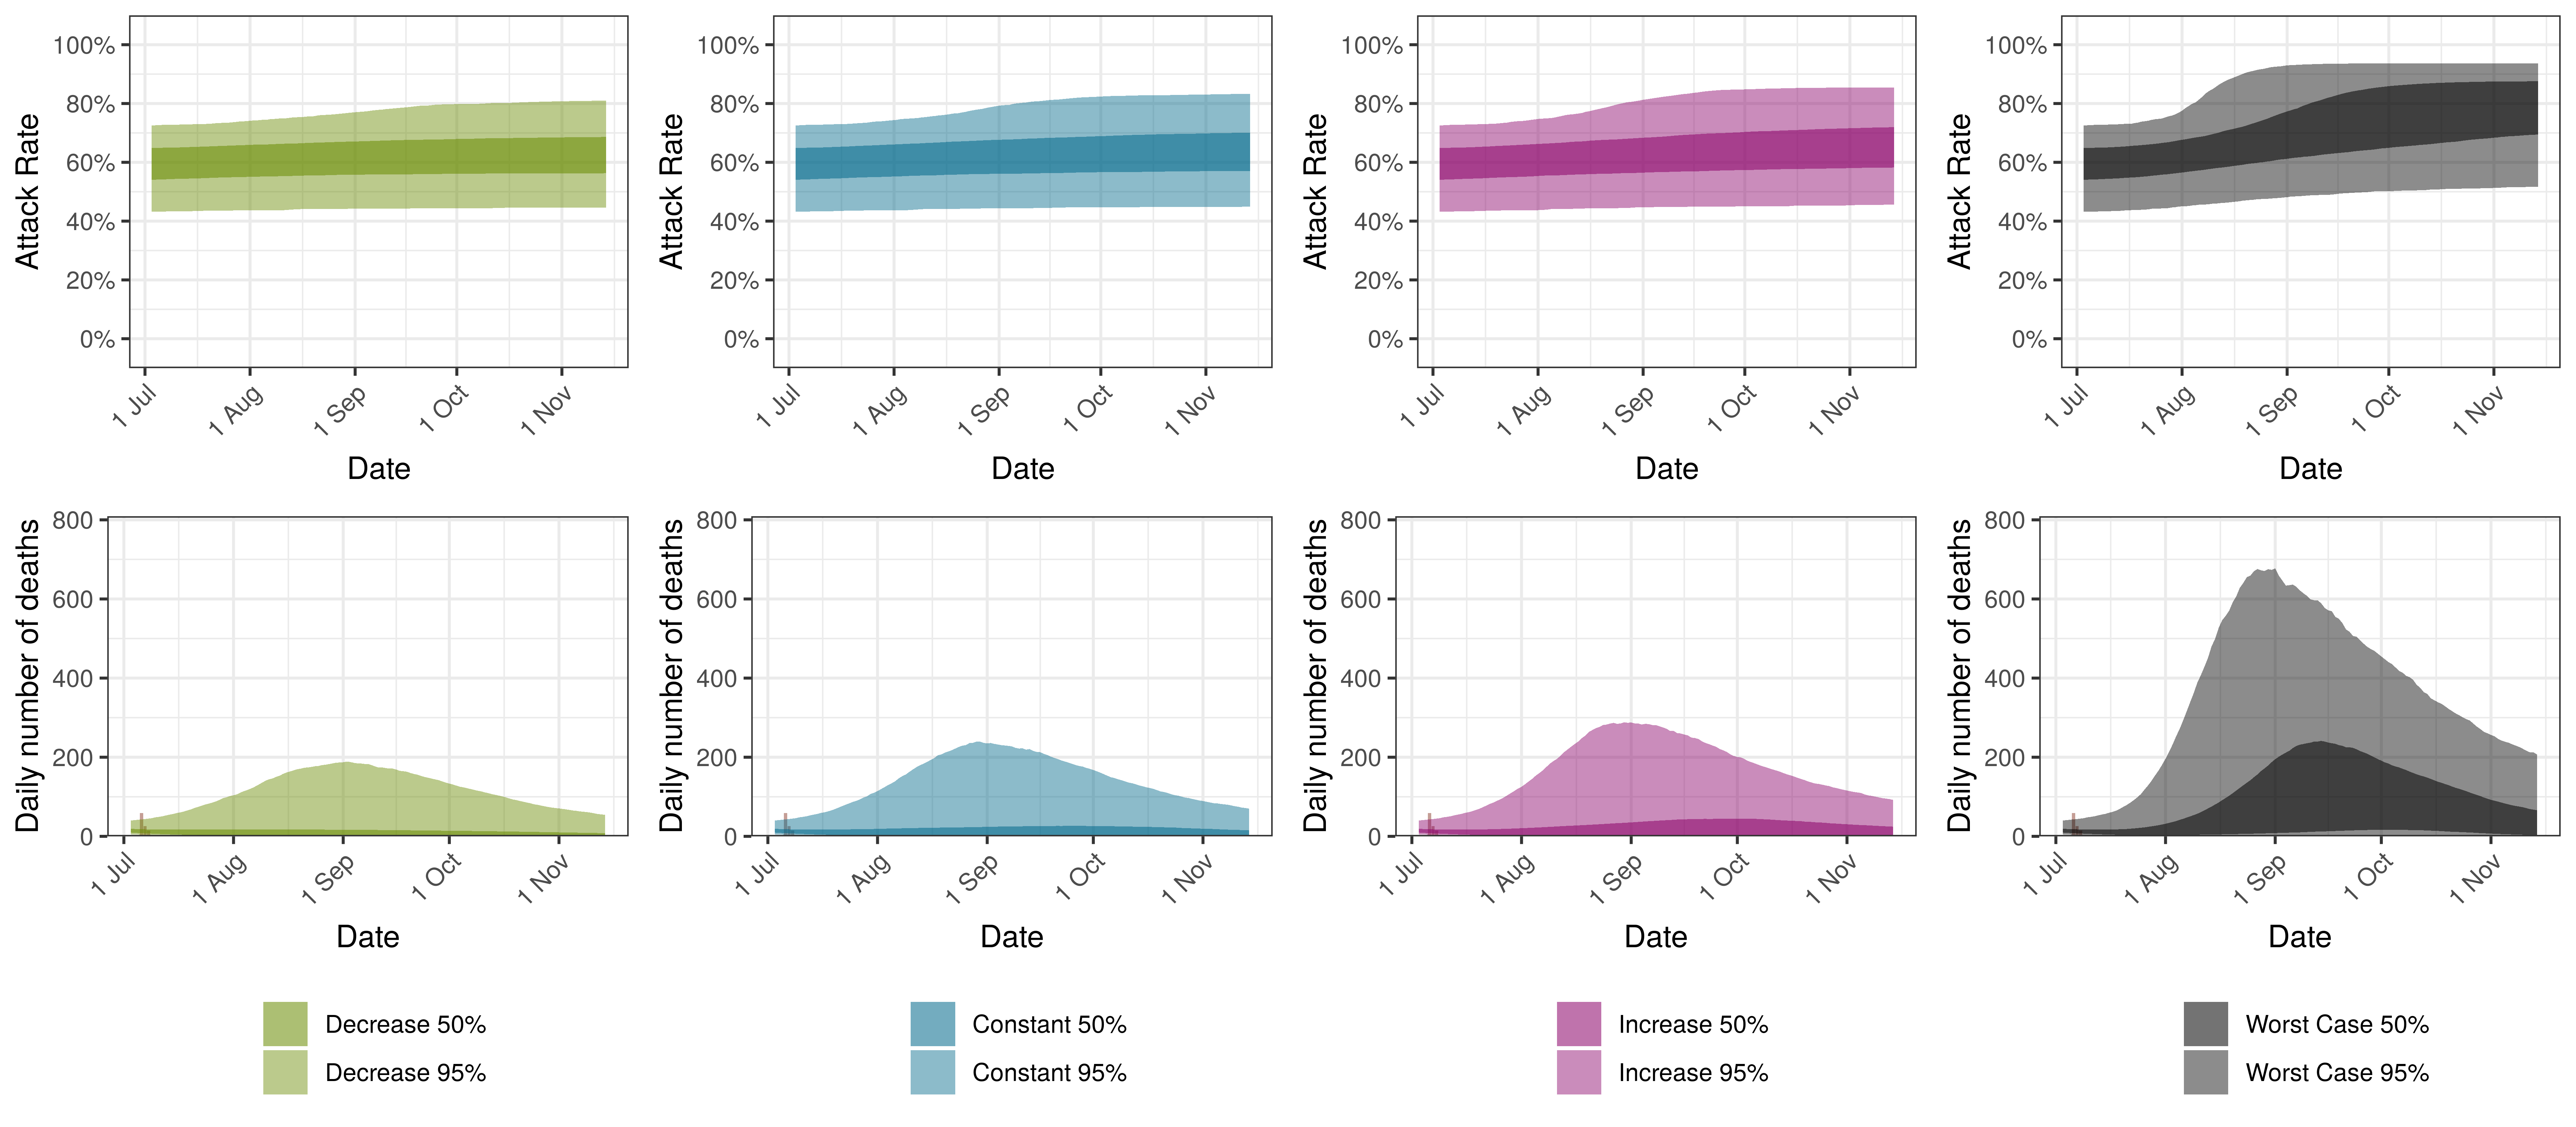 100%
80%
60%
40%
20%
0%
Attack Rate
1 Jul
1 Aug
1 Sep
1 Oct
1 Nov
Date
100%
80%
60%
40%
20%
0%
Attack Rate
1 Jul
1 Aug
1 Sep
1 Oct
1 Nov
Date
100%
80%
60%
40%
20%
0%
Attack Rate
1 Jul
1 Aug
1 Sep
1 Oct
1 Nov
Date
100%
80%
60%
40%
20%
0%
Attack Rate
1 Jul
1 Aug
1 Sep
1 Oct
1 Nov
Date
800
600
400
200
0
Daily number of deaths
1 Jul
1 Aug
1 Sep
1 Oct
1 Nov
Date
800
600
400
200
0
Daily number of deaths
1 Jul
1 Aug
1 Sep
1 Oct
1 Nov
Date
800
600
400
200
0
Daily number of deaths
1 Jul
1 Aug
1 Sep
1 Oct
1 Nov
Date
800
600
400
200
0
Daily number of deaths
1 Jul
1 Aug
1 Sep
1 Oct
1 Nov
Date
Decrease 50%
Decrease 95%
Constant 50%
Constant 95%
Increase 50%
Increase 95%
Worst Case 50%
Worst Case 95%